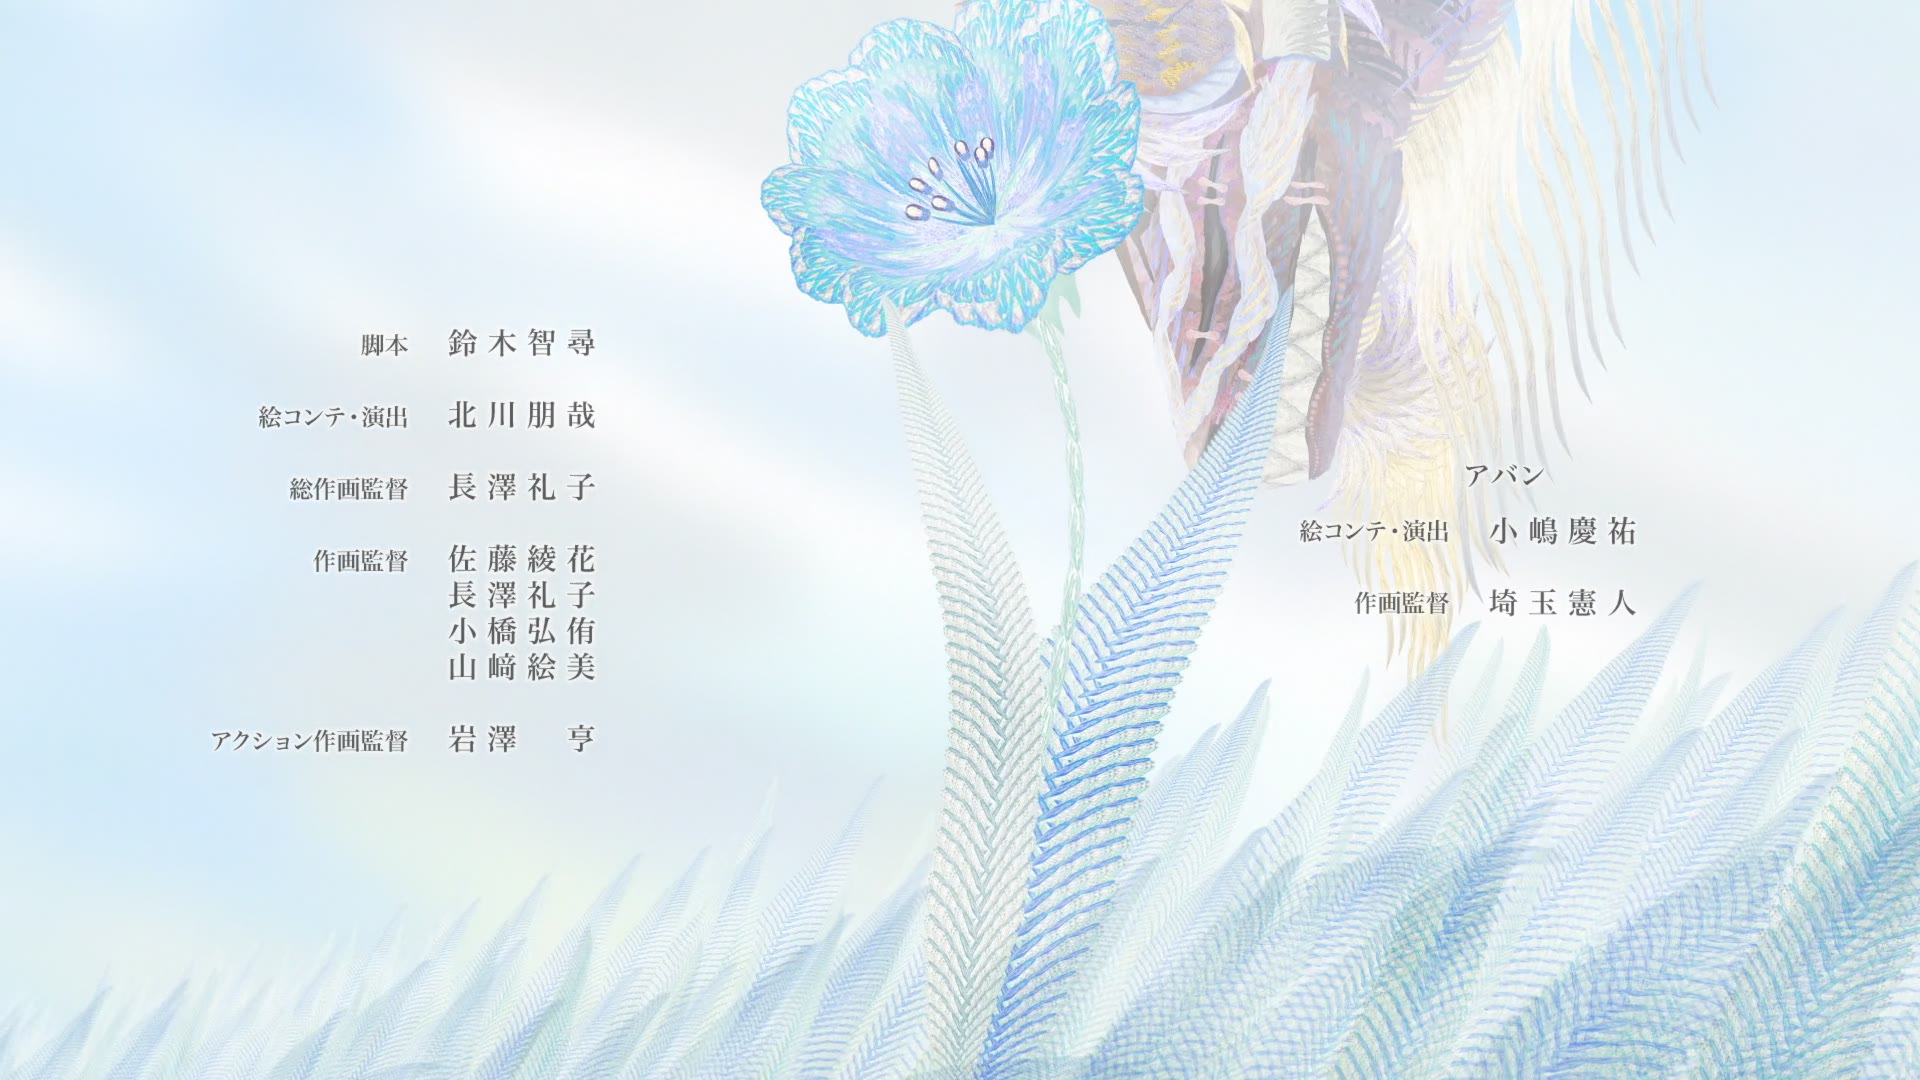 脚本 鈴木智尋
絵コンテ・演出 北川朋哉
総作画監督 長澤礼子
作画監督 佐藤綾花
長澤礼子
小橋弘侑
山﨑絵美
アクション作画監督 岩澤 亨
アバン
絵コンテ・演出 小嶋慶祐
作画監督 埼玉憲人